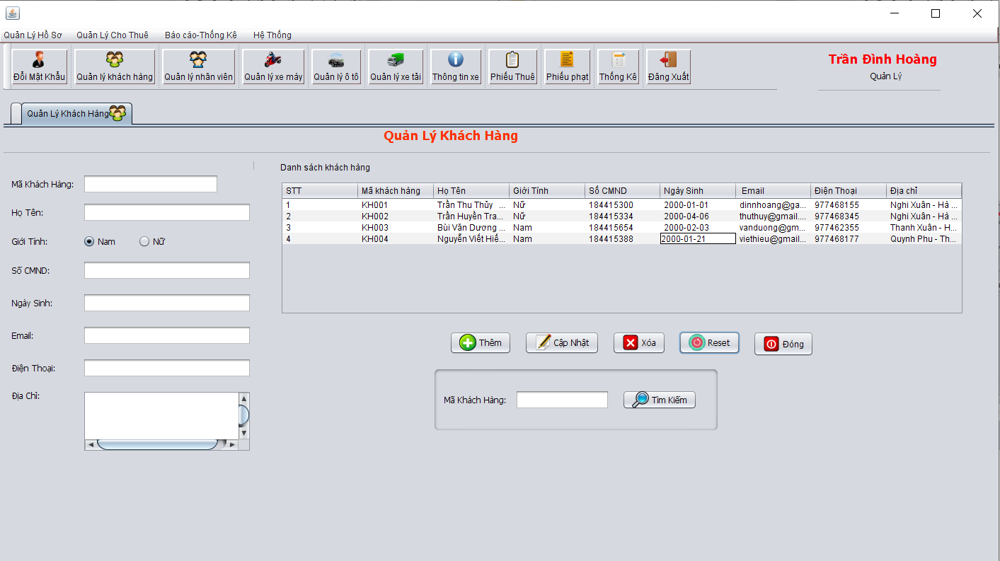 Quản Lý Hồ Sơ Quản Lý Cho Thuê Báo cáo-Thống Kê Hệ Thống
Đổi Mật Khẩu Quản lý khách hàng Quản lý nhân viên Quản lý xe máy Quản lý ô tô Quản lý xe tải Thông tin xe Phiếu Thuê Phiếu phạt Thống Kê Đăng Xuất
Trần Đình Hoàng
Quản Lý
Quản Lý Khách Hàng
Quản Lý Khách Hàng
Mã Khách Hàng:
Họ Tên:
Giới Tính: Nam Nữ
Số CMND:
Ngày Sinh:
Email:
Điện Thoại:
Địa Chỉ:
Danh sách khách hàng
STT Mã khách hàng Họ Tên Giới Tính Số CMND Ngày Sinh Email Điện Thoại Địa chỉ
1 KH001 Trần Thu Thủy ... Nữ 184415300 2000-01-01 dinnhoang@ga... 977468155 Nghi Xuân - Hà ...
2 KH002 Trần Huyền Tra... Nữ 184415334 2000-04-06 thuthuy@gmail.... 977468345 Nghi Xuân - Hà ...
3 KH003 Bùi Văn Dương ... Nam 184415654 2000-02-03 vanduong@gm... 977462355 Thanh Xuân - H...
4 KH004 Nguyễn Viết Hiế... Nam 184415388 2000-01-21 viethieu@gmail... 977468177 Quynh Phu - Th...
Thêm Cập Nhật Xóa Reset Đóng
Mã Khách Hàng: Tìm Kiếm